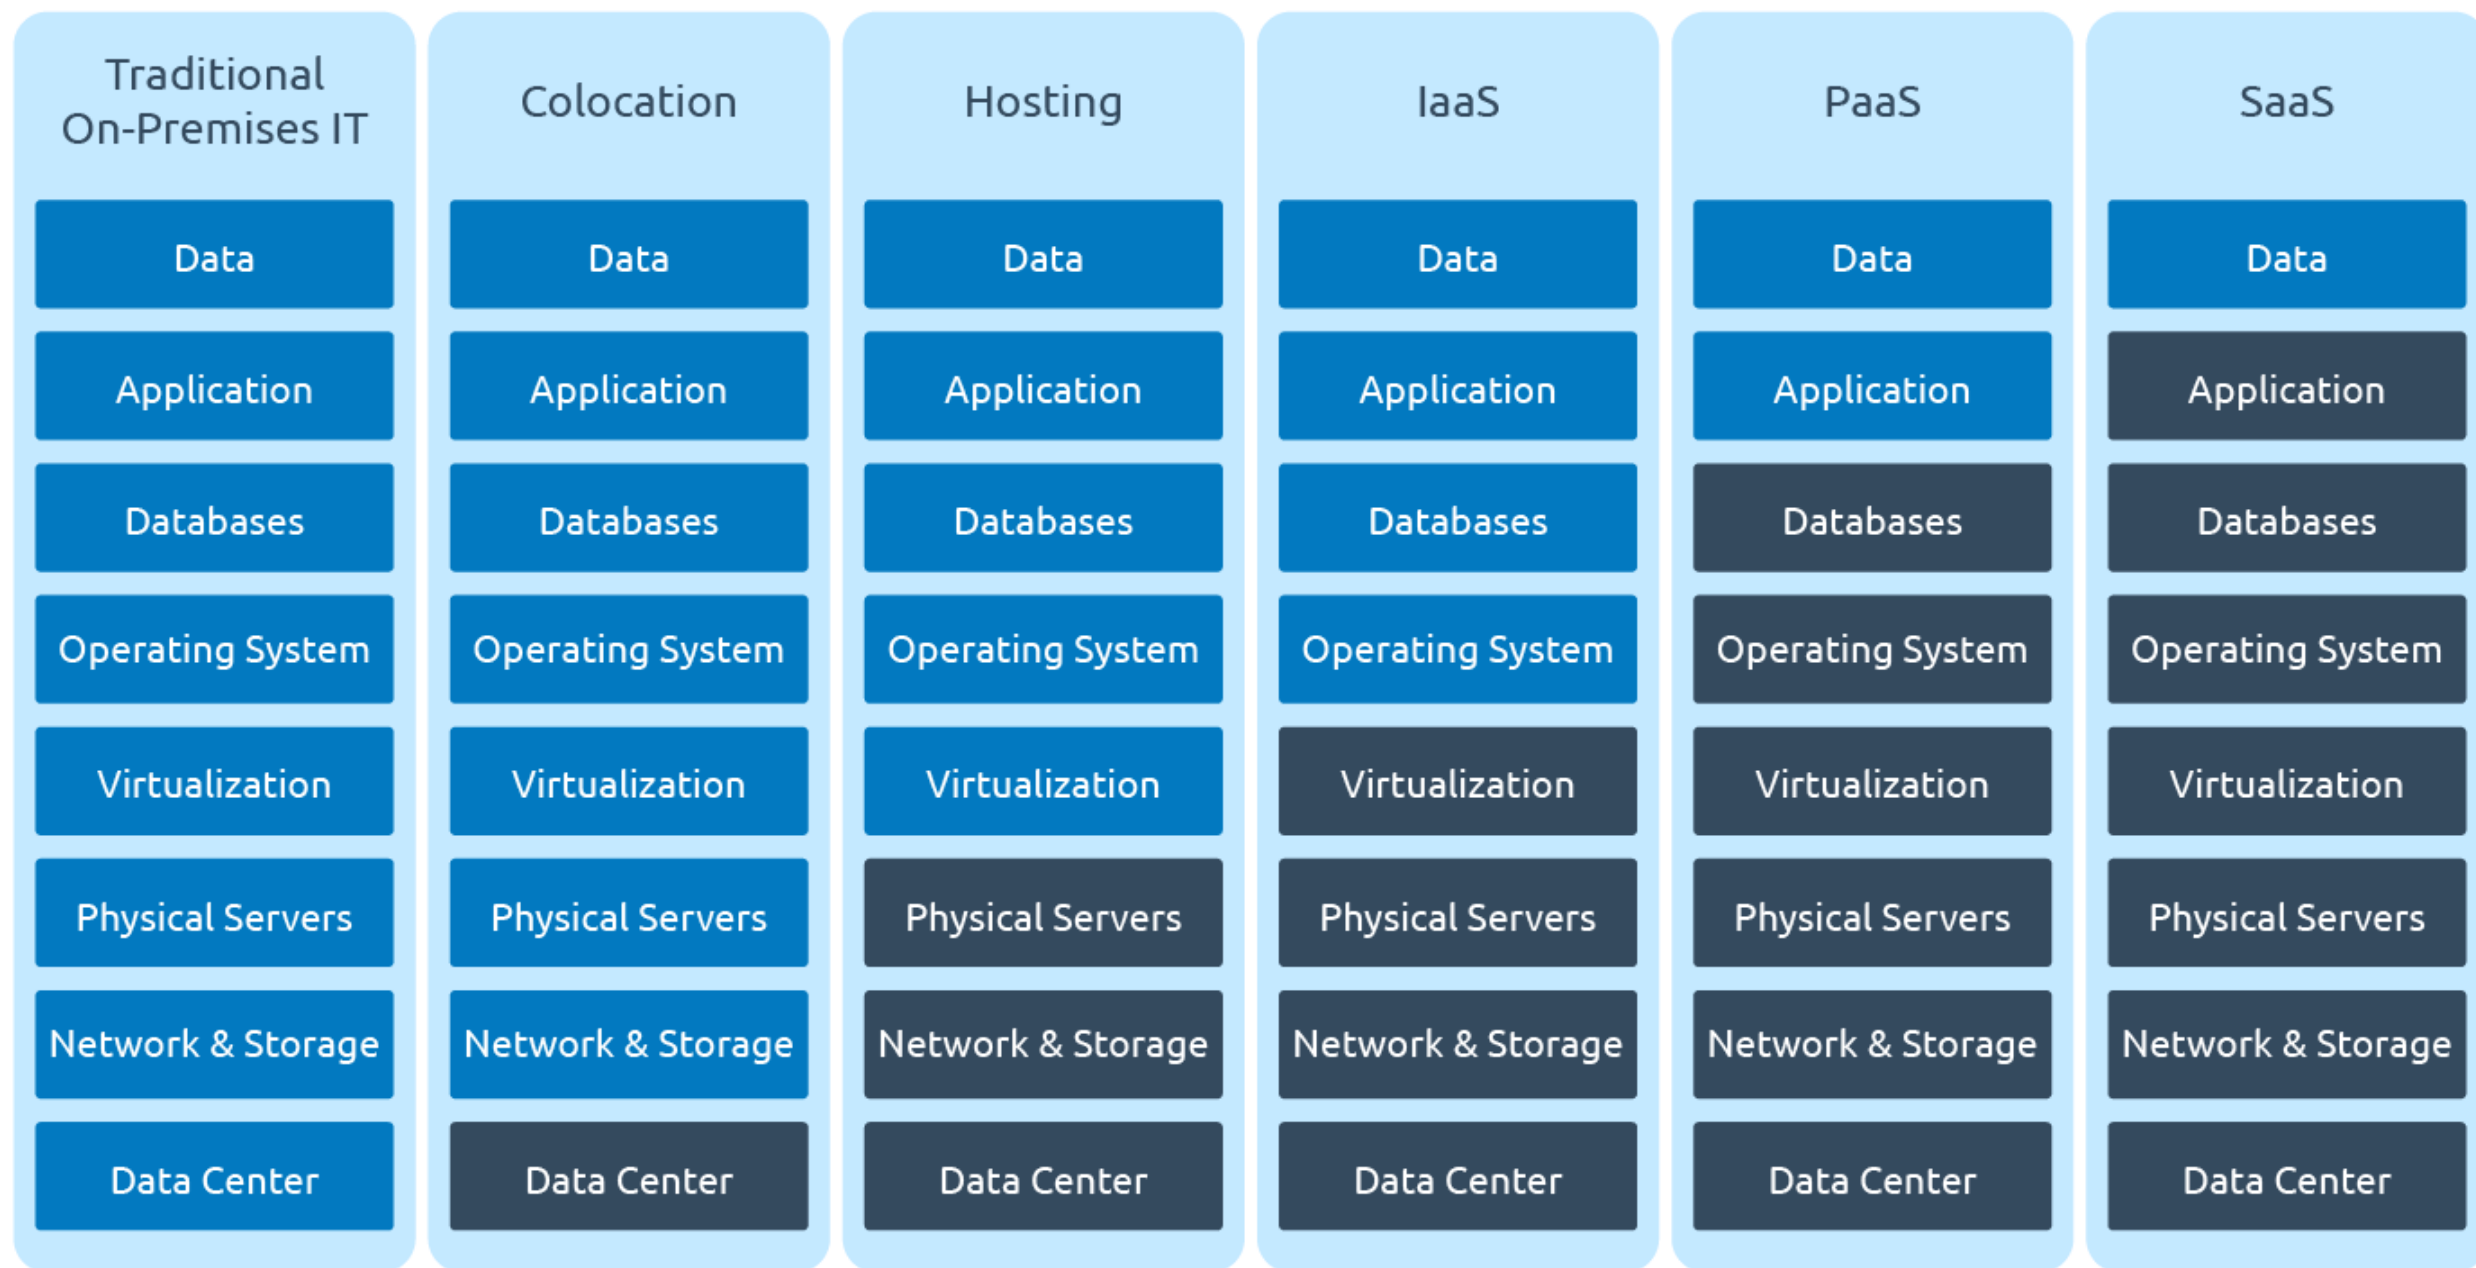 Traditional
On-Premises IT
Data
Application
Databases
Operating System
Virtualization
Physical Servers
Network & Storage
Data Center
Colocation
Data
Application
Databases
Operating System
Virtualization
Physical Servers
Network & Storage
Data Center
Hosting
Data
Application
Databases
Operating System
Virtualization
Physical Servers
Network & Storage
Data Center
IaaS
Data
Application
Databases
Operating System
Virtualization
Physical Servers
Network & Storage
Data Center
PaaS
Data
Application
Databases
Operating System
Virtualization
Physical Servers
Network & Storage
Data Center
SaaS
Data
Application
Databases
Operating System
Virtualization
Physical Servers
Network & Storage
Data Center